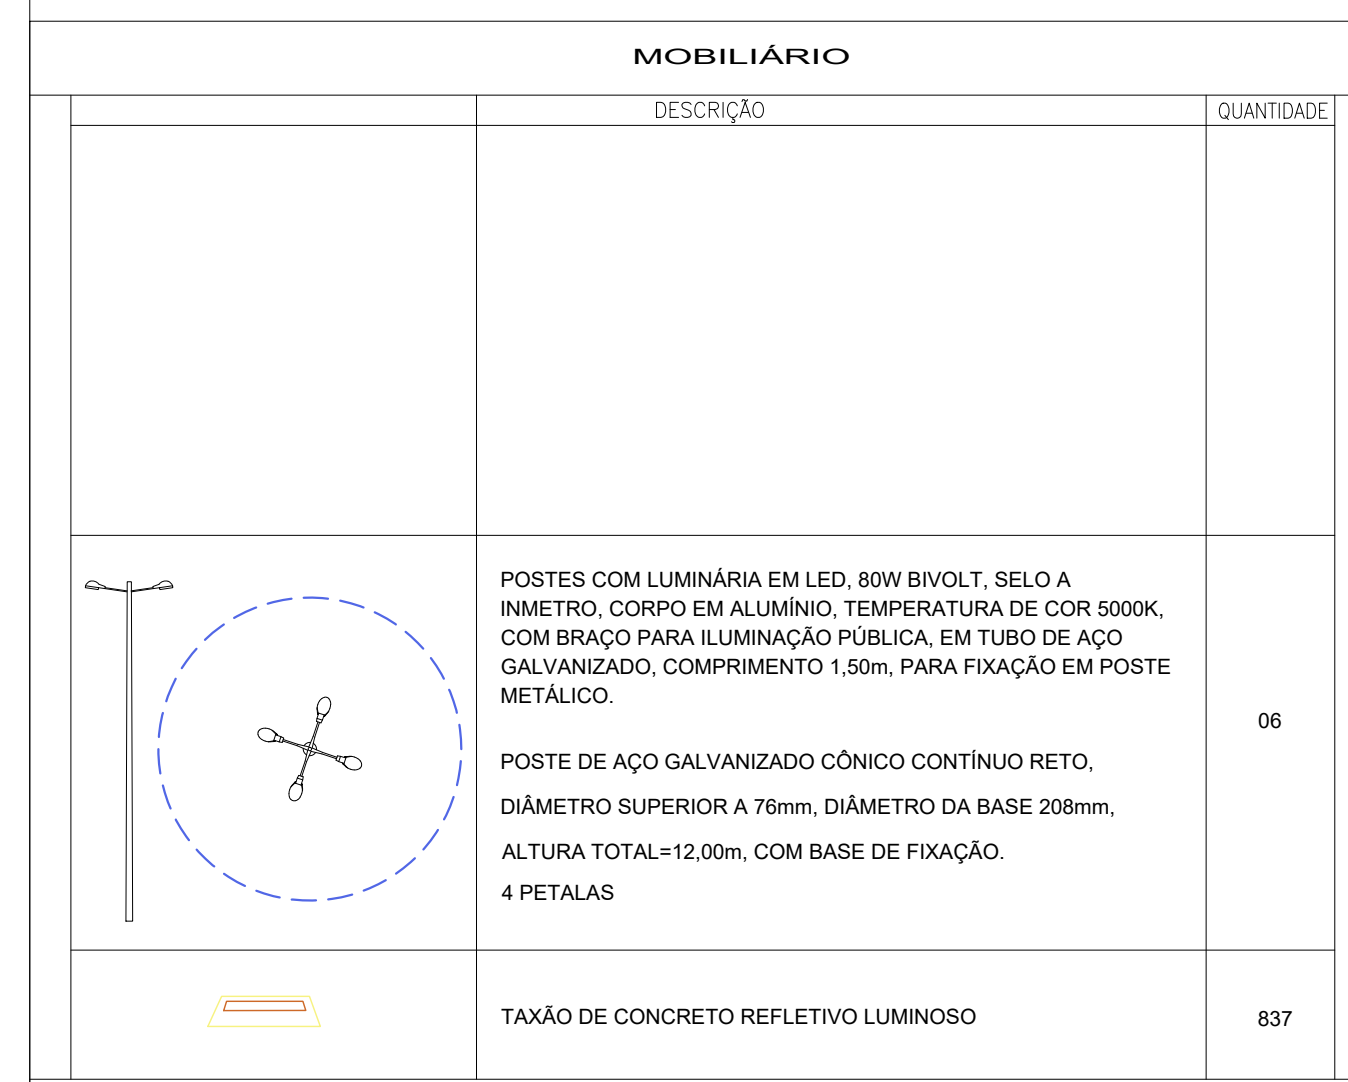 MOBILIÁRIO
DESCRIÇÃO
QUANTIDADE
POSTES COM LUMINÁRIA EM LED, 80W BIVOLT, SELO A
INMETRO, CORPO EM ALUMÍNIO, TEMPERATURA DE COR 5000K,
COM BRAÇO PARA ILUMINAÇÃO PÚBLICA, EM TUBO DE AÇO
GALVANIZADO, COMPRIMENTO 1,50m, PARA FIXAÇÃO EM POSTE
METÁLICO.
POSTE DE AÇO GALVANIZADO CÔNICO CONTÍNUO RETO,
DIÂMETRO SUPERIOR A 76mm, DIÂMETRO DA BASE 208mm,
ALTURA TOTAL=12,00m, COM BASE DE FIXAÇÃO.
4 PETALAS
06
TAXÃO DE CONCRETO REFLETIVO LUMINOSO
837